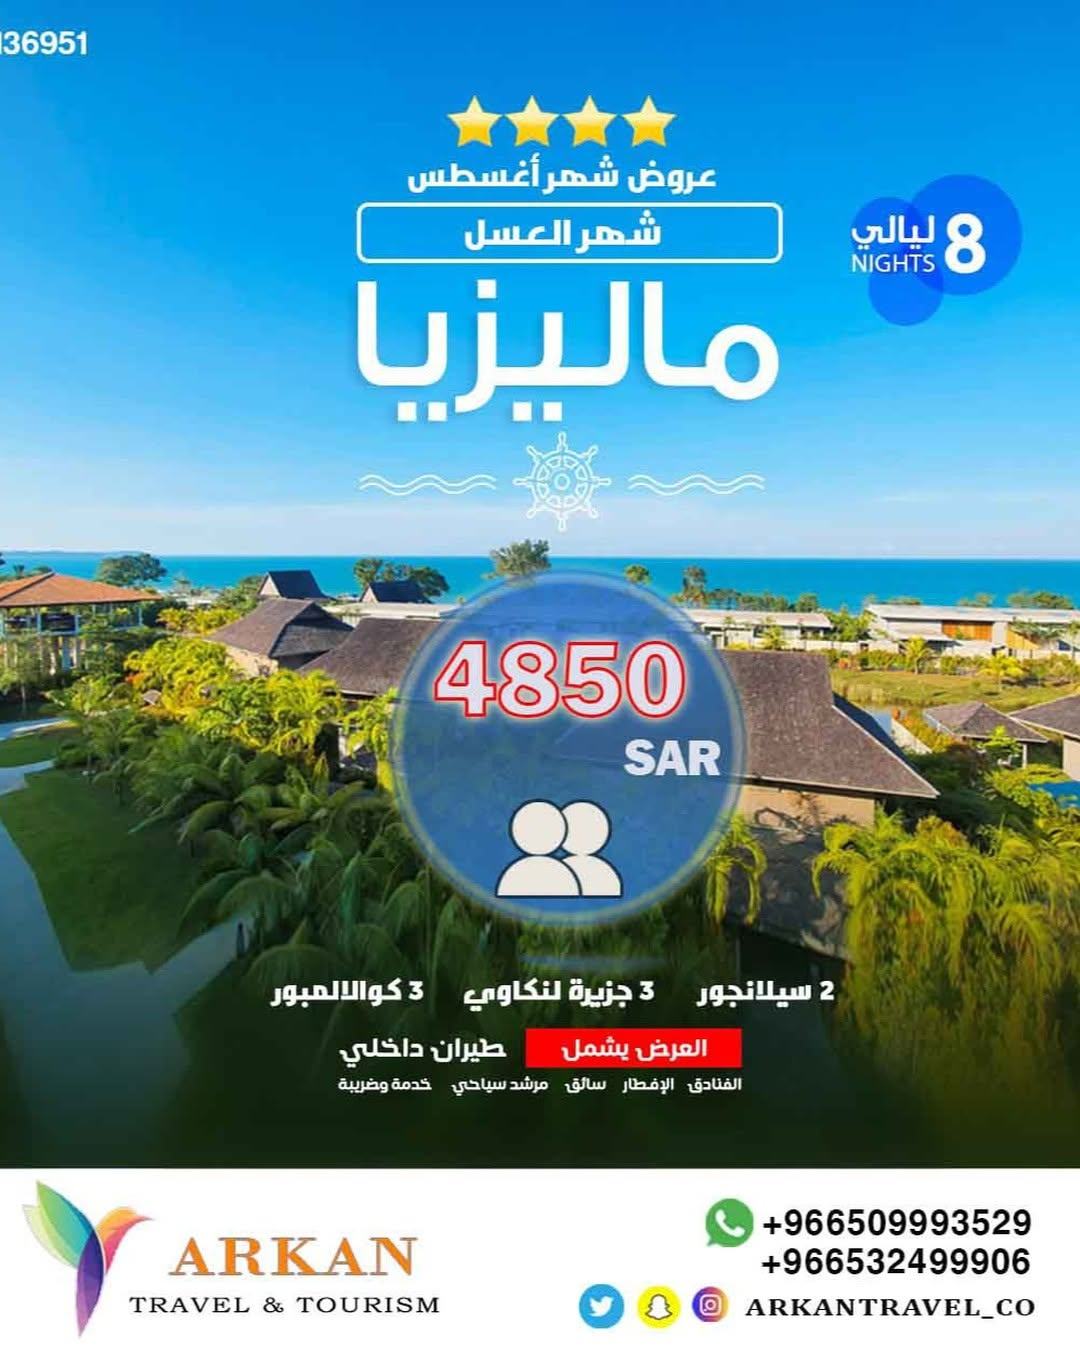 136951
عروض شهر أغسطس
شهر العسل
ماليزيا
8 ليالي
NIGHTS
4850
SAR
2 سيلانجور 3 جزيرة لنكاوي 3 كوالالمبور
العرض يشمل طيران داخلي
الفنادق الإفطار سائق مرشد سياحي خدمة وضريبة
ARKAN
TRAVEL & TOURISM
+966509993529
+966532499906
ARKANTRAVEL_CO